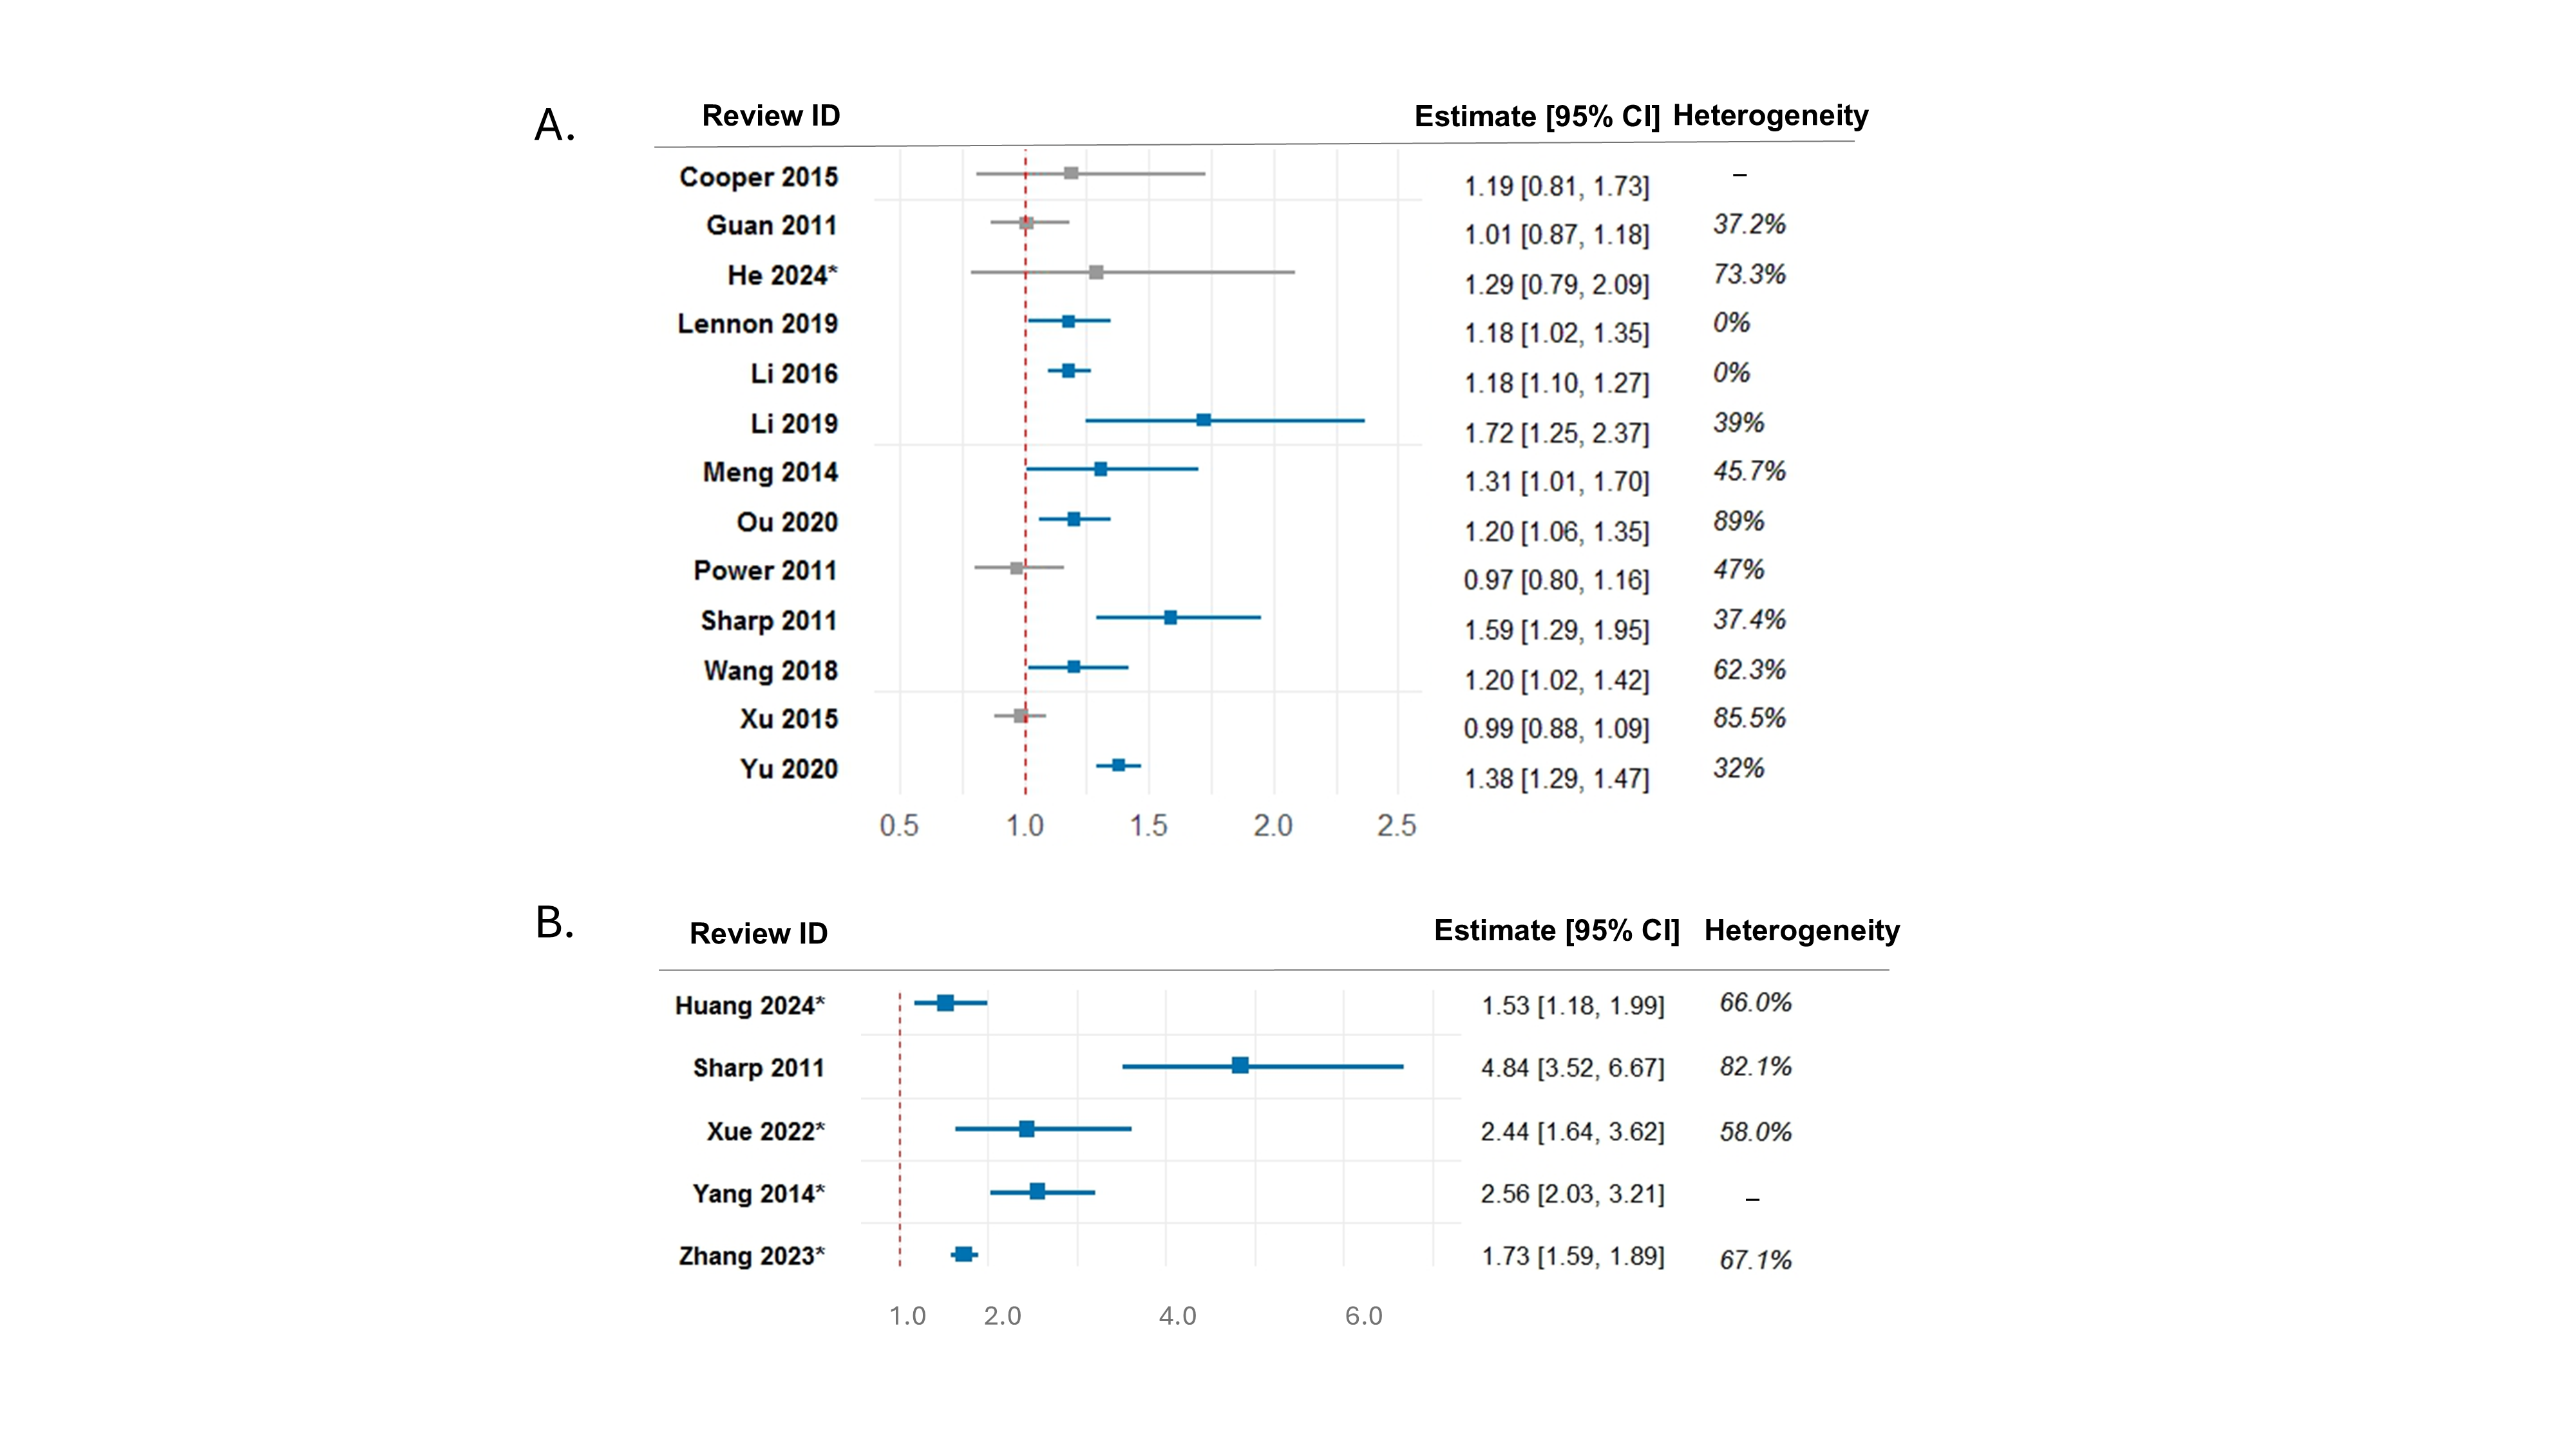 A.
Review ID Estimate [95% CI] Heterogeneity
Cooper 2015 1.19 [0.81, 1.73] –
Guan 2011 1.01 [0.87, 1.18] 37.2%
He 2024* 1.29 [0.79, 2.09] 73.3%
Lennon 2019 1.18 [1.02, 1.35] 0%
Li 2016 1.18 [1.10, 1.27] 0%
Li 2019 1.72 [1.25, 2.37] 39%
Meng 2014 1.31 [1.01, 1.70] 45.7%
Ou 2020 1.20 [1.06, 1.35] 89%
Power 2011 0.97 [0.80, 1.16] 47%
Sharp 2011 1.59 [1.29, 1.95] 37.4%
Wang 2018 1.20 [1.02, 1.42] 62.3%
Xu 2015 0.99 [0.88, 1.09] 85.5%
Yu 2020 1.38 [1.29, 1.47] 32%
0.5 1.0 1.5 2.0 2.5
B.
Review ID Estimate [95% CI] Heterogeneity
Huang 2024* 1.53 [1.18, 1.99] 66.0%
Sharp 2011 4.84 [3.52, 6.67] 82.1%
Xue 2022* 2.44 [1.64, 3.62] 58.0%
Yang 2014* 2.56 [2.03, 3.21] –
Zhang 2023* 1.73 [1.59, 1.89] 67.1%
1.0 2.0 4.0 6.0